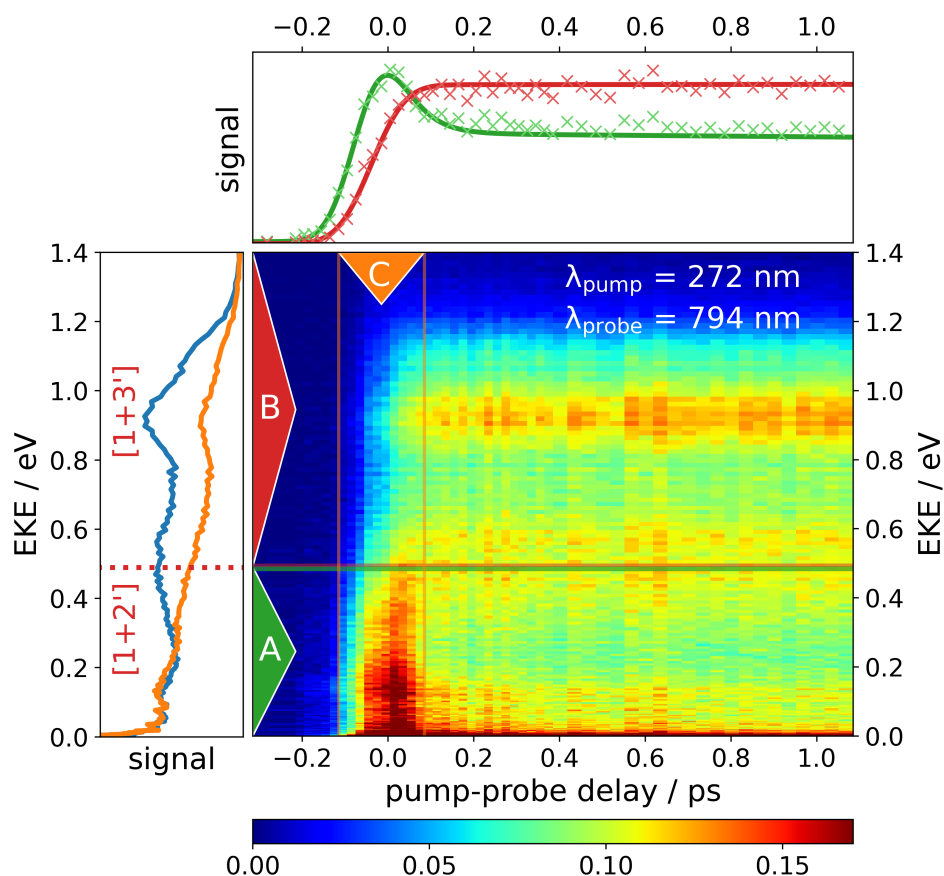 −0.2 0.0 0.2 0.4 0.6 0.8 1.0
signal
C
λpump = 272 nm
λprobe = 794 nm
B
A
[1+3']
[1+2']
EKE / eV
1.4
1.2
1.0
0.8
0.6
0.4
0.2
0.0
signal
1.4
1.2
1.0
0.8
0.6
0.4
0.2
0.0
EKE / eV
−0.2 0.0 0.2 0.4 0.6 0.8 1.0
pump-probe delay / ps
0.00 0.05 0.10 0.15